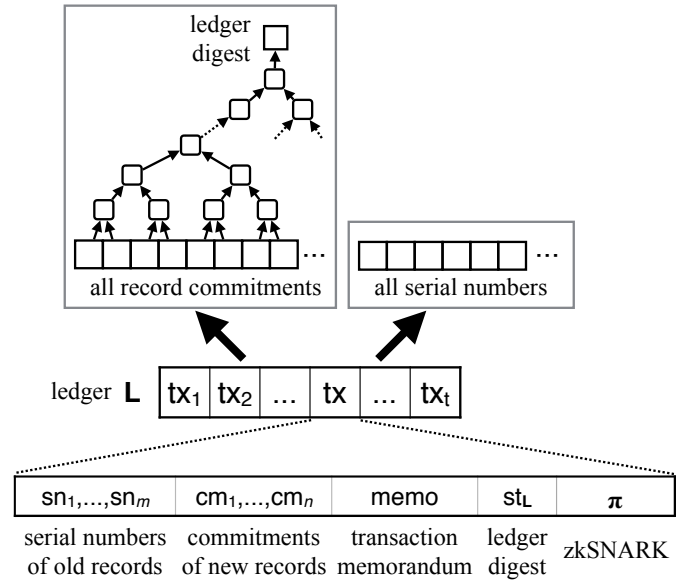 ledger
digest
...
all record commitments
...
all serial numbers
ledger L tx₁ tx₂ ... tx ... txₜ
sn₁,...,snₘ cm₁,...,cmₙ memo st_L π
serial numbers commitments transaction ledger zkSNARK
of old records of new records memorandum digest